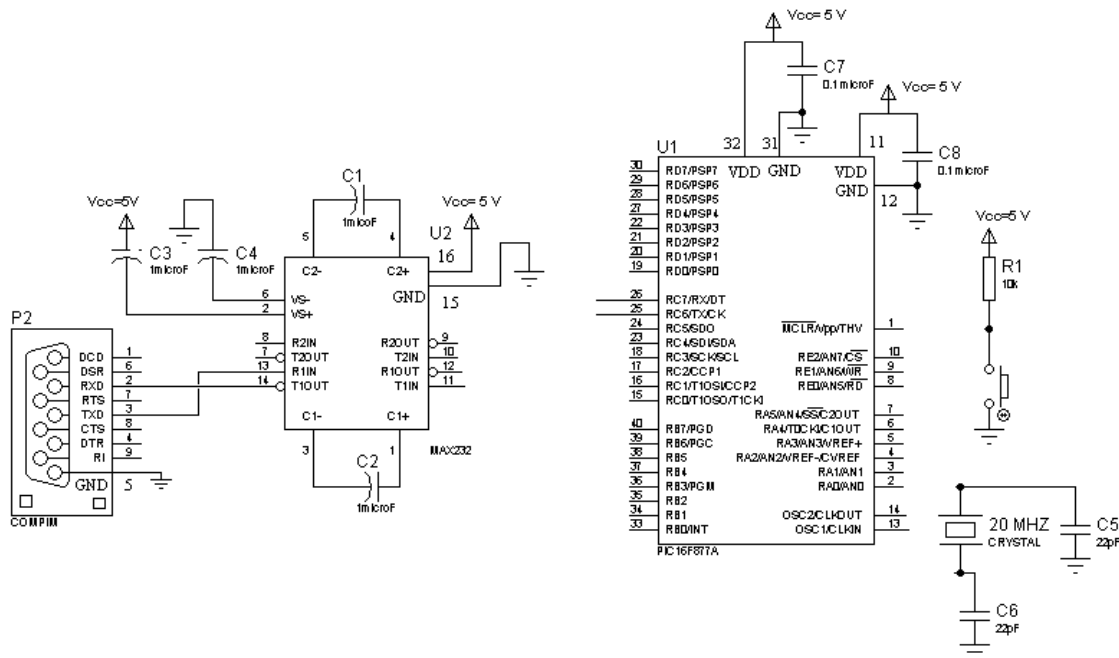 Vcc= 5 V
C7
0.1microF
Vcc= 5 V
32
31
11
U1
C8
0.1microF
VDD
GND
VDD
GND
12
30 RD7/PSP7
29 RD6/PSP6
28 RD5/PSP5
27 RD4/PSP4
22 RD3/PSP3
21 RD2/PSP2
20 RD1/PSP1
19 RD0/PSP0
26 RC7/RX/DT
25 RC6/TX/CK
24 RC5/SDO
23 RC4/SDI/SDA
18 RC3/SCK/SCL
17 RC2/CCP1
16 RC1/T1OSI/CCP2
15 RC0/T1OSO/T1CKI
40 RB7/PGD
39 RB6/PGC
38 RB5
37 RB4
36 RB3/PGM
35 RB2
34 RB1
33 RB0/INT
MCLR/Vpp/THV 1
RE2/AN7/CS 10
RE1/AN6/WR 9
RE0/AN5/RD 8
RA5/AN4/SS/C2OUT 7
RA4/T0CKI/C1OUT 6
RA3/AN3/VREF+ 5
RA2/AN2/VREF-/CVREF 4
RA1/AN1 3
RA0/AN0 2
OSC2/CLKOUT 14
OSC1/CLKIN 13
PIC16F877A
Vcc=5 V
R1
10k
20 MHZ
CRYSTAL
C5
22pF
C6
22pF
C1
1micoF
Vcc=5V
Vcc= 5 V
C3
1microF
C4
1microF
5
4
U2
16
C2-
C2+
GND
15
6 VS-
2 VS+
8 R2IN
7 T2OUT
13 R1IN
14 T1OUT
R2OUT 9
T2IN 10
R1OUT 12
T1IN 11
C1-
C1+
3
1
MAX232
C2
1microF
P2
DCD 1
DSR 6
RXD 2
RTS 7
TXD 3
CTS 8
DTR 4
RI 9
GND 5
COMPIM